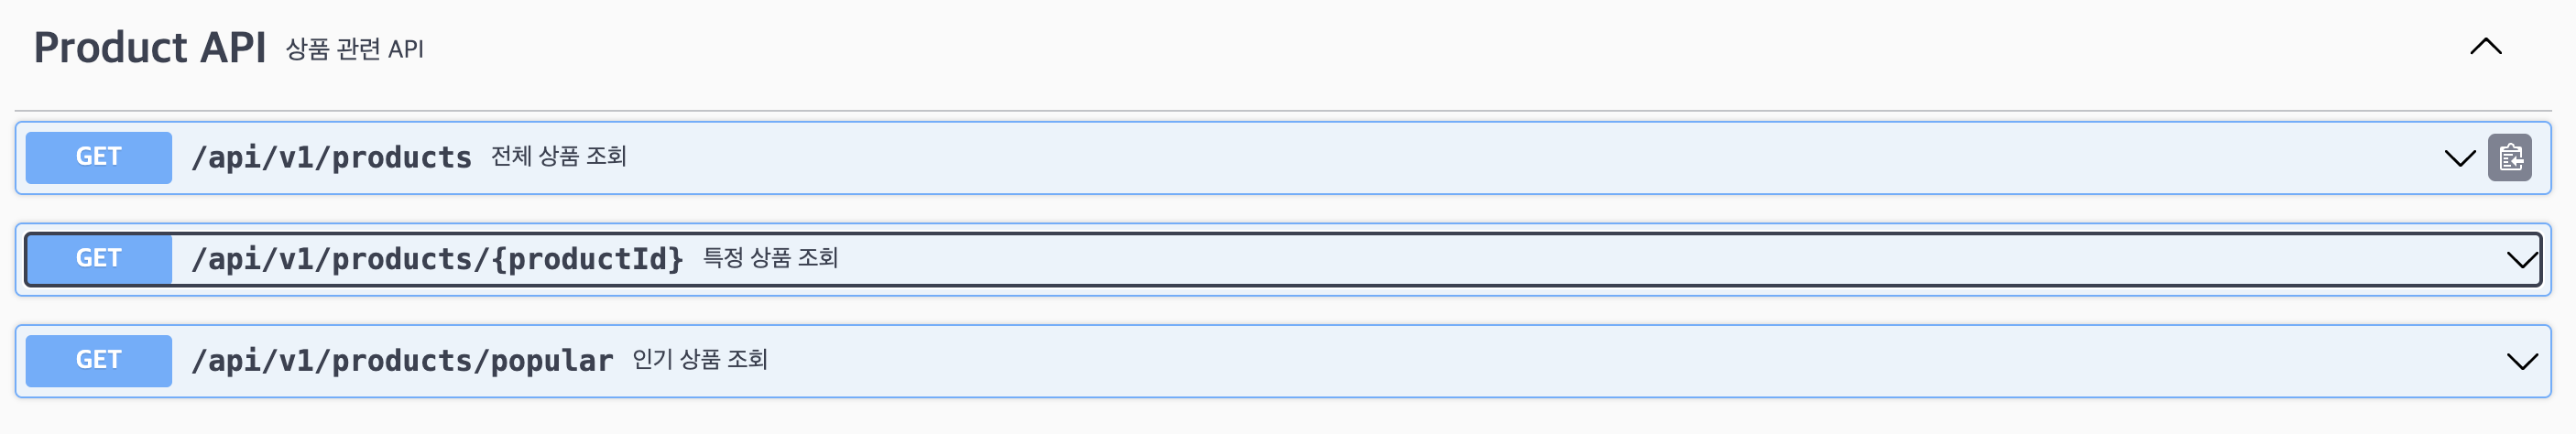 Product API 상품 관련 API
GET /api/v1/products 전체 상품 조회
GET /api/v1/products/{productId} 특정 상품 조회
GET /api/v1/products/popular 인기 상품 조회